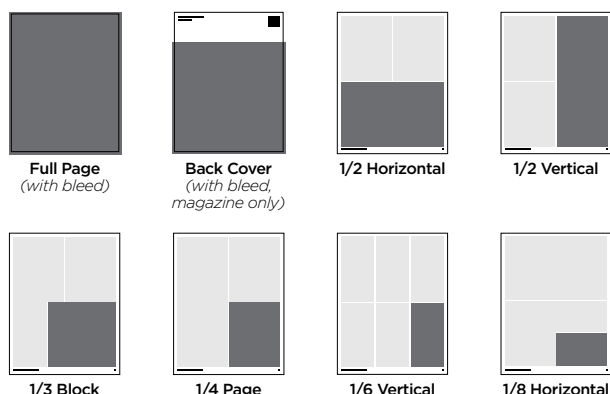 Full Page
(with bleed)
Back Cover
(with bleed,
magazine only)
1/2 Horizontal
1/2 Vertical
1/3 Block
1/4 Page
1/6 Vertical
1/8 Horizontal